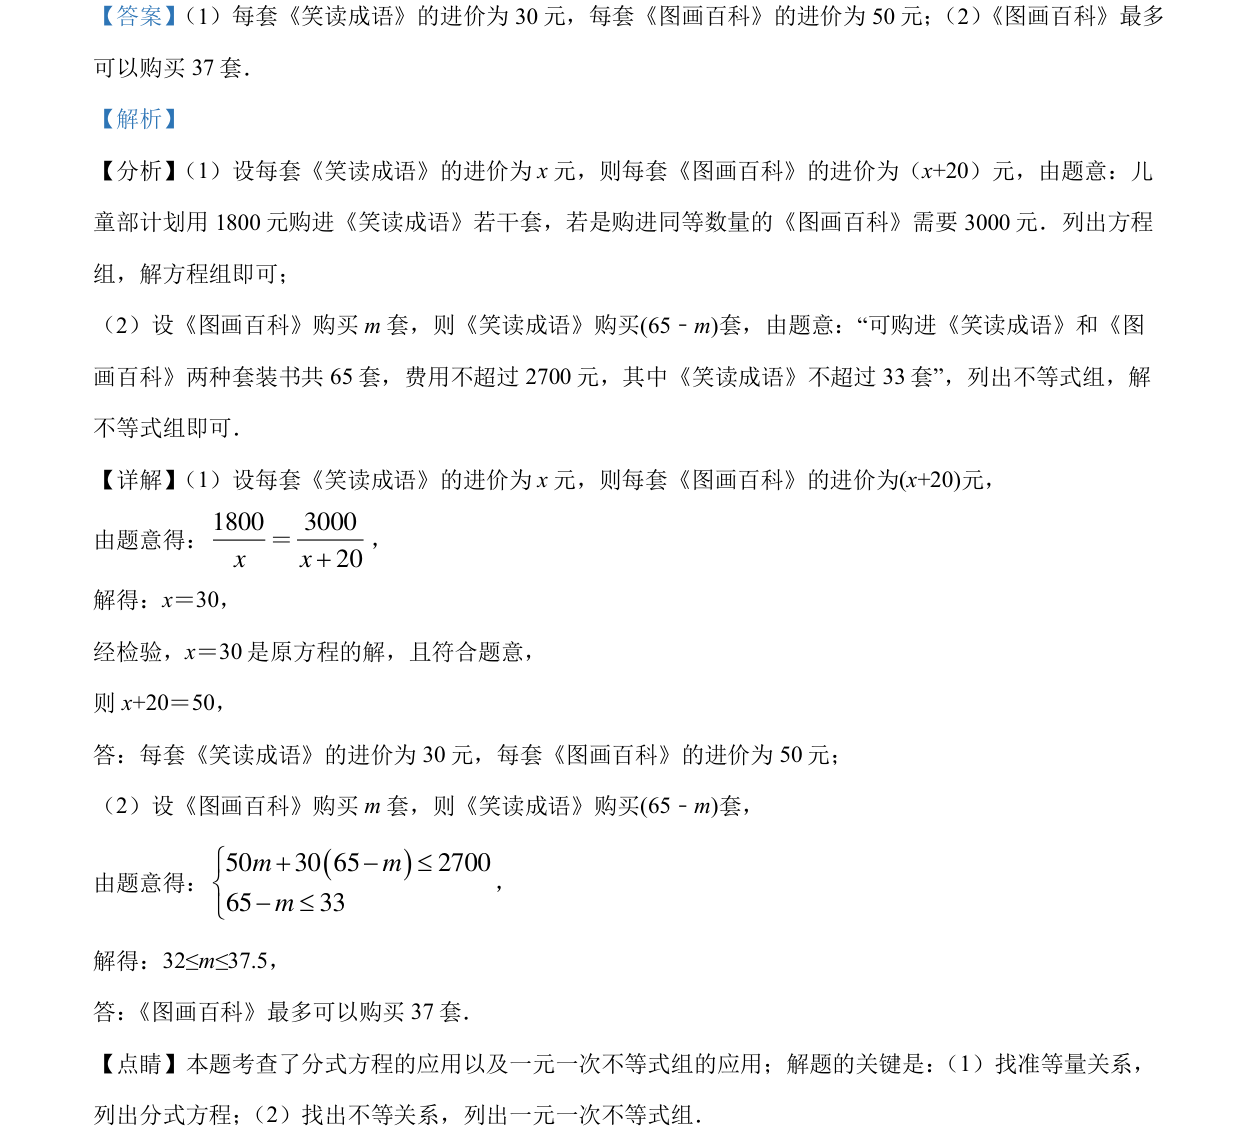 【答案】（1）每套《笑读成语》的进价为 30 元，每套《图画百科》的进价为 50 元；（2）《图画百科》最多
可以购买 37 套．
【解析】
【分析】（1）设每套《笑读成语》的进价为 x 元，则每套《图画百科》的进价为（x+20）元，由题意：儿
童部计划用 1800 元购进《笑读成语》若干套，若是购进同等数量的《图画百科》需要 3000 元．列出方程
组，解方程组即可；
（2）设《图画百科》购买 m 套，则《笑读成语》购买(65﹣m)套，由题意：“可购进《笑读成语》和《图
画百科》两种套装书共 65 套，费用不超过 2700 元，其中《笑读成语》不超过 33 套”，列出不等式组，解
不等式组即可．
【详解】（1）设每套《笑读成语》的进价为 x 元，则每套《图画百科》的进价为(x+20)元，
由题意得：1800/x = 3000/(x+20)，
解得：x＝30，
经检验，x＝30 是原方程的解，且符合题意，
则 x+20＝50，
答：每套《笑读成语》的进价为 30 元，每套《图画百科》的进价为 50 元；
（2）设《图画百科》购买 m 套，则《笑读成语》购买(65﹣m)套，
由题意得：{50m+30(65−m)≤2700
65−m≤33，
解得：32≤m≤37.5，
答：《图画百科》最多可以购买 37 套．
【点睛】本题考查了分式方程的应用以及一元一次不等式组的应用；解题的关键是：（1）找准等量关系，
列出分式方程；（2）找出不等关系，列出一元一次不等式组．